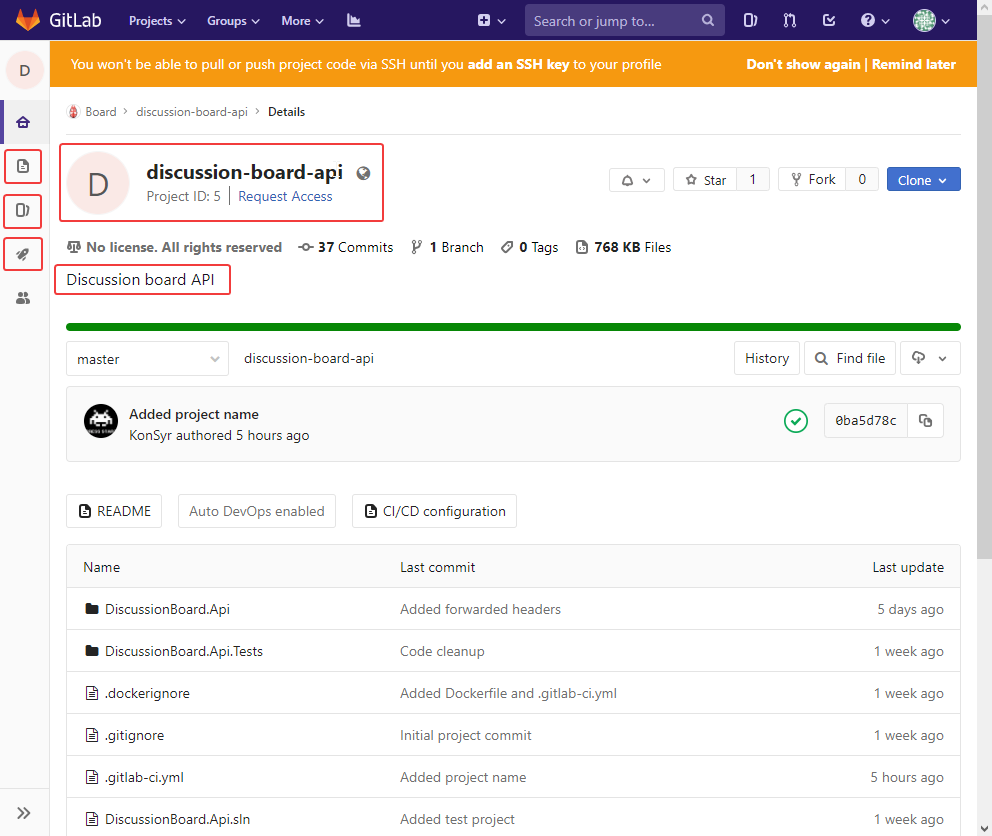 GitLab Projects Groups More Search or jump to...
D You won't be able to pull or push project code via SSH until you add an SSH key to your profile Don't show again | Remind later
Board > discussion-board-api > Details
D discussion-board-api
Project ID: 5 | Request Access
Star 1 Fork 0 Clone
No license. All rights reserved 37 Commits 1 Branch 0 Tags 768 KB Files
Discussion board API
master discussion-board-api History Find file
Added project name
KonSyr authored 5 hours ago
0ba5d78c
README Auto DevOps enabled CI/CD configuration
Name Last commit Last update
DiscussionBoard.Api Added forwarded headers 5 days ago
DiscussionBoard.Api.Tests Code cleanup 1 week ago
.dockerignore Added Dockerfile and .gitlab-ci.yml 1 week ago
.gitignore Initial project commit 1 week ago
.gitlab-ci.yml Added project name 5 hours ago
DiscussionBoard.Api.sln Added test project 1 week ago